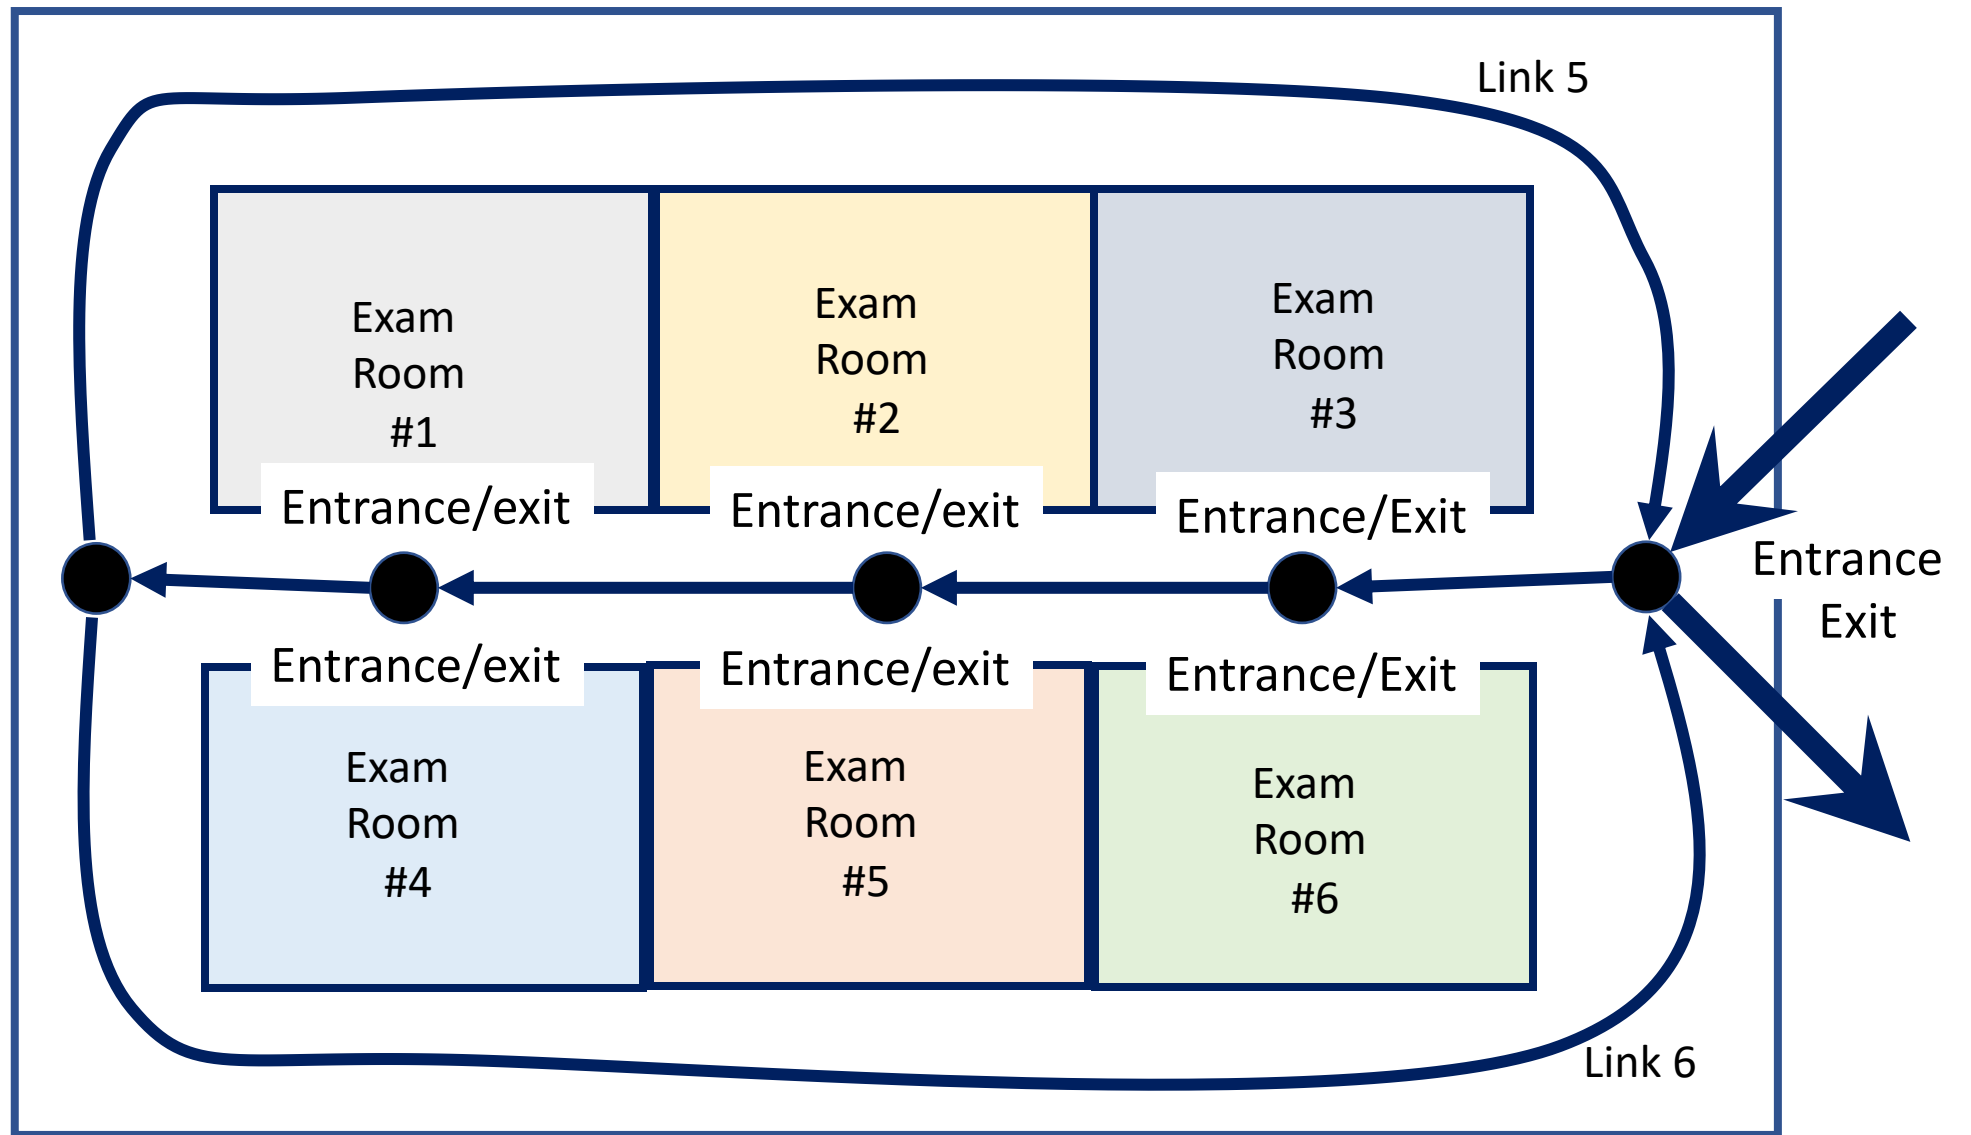 Link 5
Exam
Room
#1
Exam
Room
#2
Exam
Room
#3
Entrance/exit
Entrance/exit
Entrance/Exit
Entrance
Exit
Entrance/exit
Entrance/exit
Entrance/Exit
Exam
Room
#4
Exam
Room
#5
Exam
Room
#6
Link 6